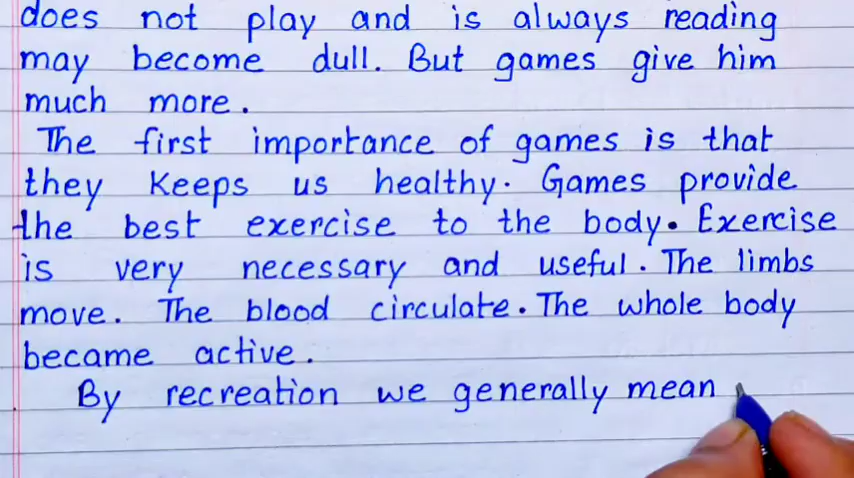 does not play and is always reading
may become dull. But games give him
much more.
The first importance of games is that
they keeps us healthy. Games provide
the best exercise to the body. Exercise
is very necessary and useful. The limbs
move. The blood circulate. The whole body
became active.
By recreation we generally mean